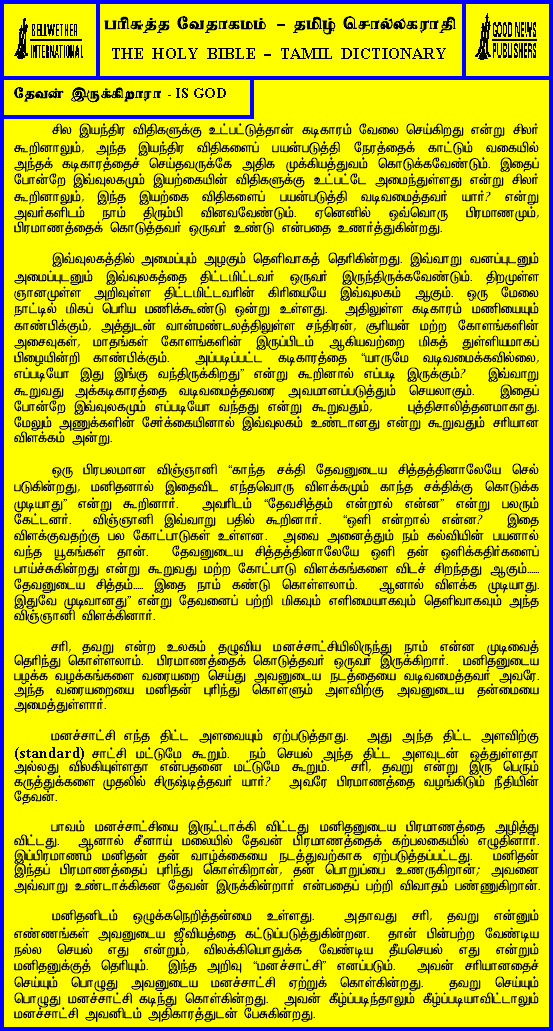 BELLWETHER
INTERNATIONAL
பரிசுத்த வேதாகமம் – தமிழ் சொல்லகராதி
THE HOLY BIBLE – TAMIL DICTIONARY
GOOD NEWS
PUBLISHERS
தேவன் இருக்கிறாரா - IS GOD
சில இயந்திர விதிகளுக்கு உட்பட்டுத்தான் கடிகாரம் வேலை செய்கிறது என்று சிலர்
கூறினாலும், அந்த இயந்திர விதிகளைப் பயன்படுத்தி நேரத்தைக் காட்டும் வகையில்
அந்தக் கடிகாரத்தைச் செய்தவருக்கே அதிக முக்கியத்துவம் கொடுக்கவேண்டும். இதைப்
போன்றே இவ்வுலகமும் இயற்கையின் விதிகளுக்கு உட்பட்டே அமைந்துள்ளது என்று சிலர்
கூறினாலும், இந்த இயற்கை விதிகளைப் பயன்படுத்தி வடிவமைத்தவர் யார்? என்று
அவர்களிடம் நாம் திரும்பி வினவவேண்டும். ஏனெனில் ஒவ்வொரு பிரமாணமும்,
பிரமாணத்தைக் கொடுத்தவர் ஒருவர் உண்டு என்பதை உணர்த்துகின்றது.
இவ்வுலகத்தில் அமைப்பும் அழகும் தெளிவாகத் தெரிகின்றது. இவ்வாறு வனப்புடனும்
அமைப்புடனும் இவ்வுலகத்தை திட்டமிட்டவர் ஒருவர் இருந்திருக்கவேண்டும். திறமுள்ள
ஞானமுள்ள அறிவுள்ள திட்டமிட்டவரின் கிரியையே இவ்வுலகம் ஆகும். ஒரு மேலை
நாட்டில் மிகப் பெரிய மணிக்கூண்டு ஒன்று உள்ளது. அதிலுள்ள கடிகாரம் மணியையும்
காண்பிக்கும், அத்துடன் வான்மண்டலத்திலுள்ள சந்திரன், சூரியன் மற்ற கோளங்களின்
அசைவுகள், மாதங்கள் கோளங்களின் இருப்பிடம் ஆகியவற்றை மிகத் துள்ளியமாகப்
பிழையின்றி காண்பிக்கும். அப்படிப்பட்ட கடிகாரத்தை “யாருமே வடிவமைக்கவில்லை,
எப்படியோ இது இங்கு வந்திருக்கிறது” என்று கூறினால் எப்படி இருக்கும்? இவ்வாறு
கூறுவது அக்கடிகாரத்தை வடிவமைத்தவரை அவமானப்படுத்தும் செயலாகும். இதைப்
போன்றே இவ்வுலகமும் எப்படியோ வந்தது என்று கூறுவதும், புத்திசாலித்தனமாகாது.
மேலும் அணுக்களின் சேர்க்கையினால் இவ்வுலகம் உண்டானது என்று கூறுவதும் சரியான
விளக்கம் அன்று.
ஒரு பிரபலமான விஞ்ஞானி “காந்த சக்தி தேவனுடைய சித்தத்தினாலேயே செல்
படுகின்றது, மனிதனால் இதைவிட எந்தவொரு விளக்கமும் காந்த சக்திக்கு கொடுக்க
முடியாது” என்று கூறினார். அவரிடம் “தேவசித்தம் என்றால் என்ன” என்று பலரும்
கேட்டனர். விஞ்ஞானி இவ்வாறு பதில் கூறினார். “ஒளி என்றால் என்ன? இதை
விளக்குவதற்கு பல கோட்பாடுகள் உள்ளன. அவை அனைத்தும் நம் கல்வியின் பயனால்
வந்த யூகங்கள் தான். தேவனுடைய சித்தத்தினாலேயே ஒளி தன் ஒளிக்கதிர்களைப்
பாய்ச்சுகின்றது என்று கூறுவது மற்ற கோட்பாடு விளக்கங்களை விடச் சிறந்தது ஆகும்......
தேவனுடைய சித்தம்.... இதை நாம் கண்டு கொள்ளலாம். ஆனால் விளக்க முடியாது.
இதுவே முடிவானது” என்று தேவனைப் பற்றி மிகவும் எளிமையாகவும் தெளிவாகவும் அந்த
விஞ்ஞானி விளக்கினார்.
சரி, தவறு என்ற உலகம் தழுவிய மனச்சாட்சியிலிருந்து நாம் என்ன முடிவைத்
தெரிந்து கொள்ளலாம். பிரமாணத்தைக் கொடுத்தவர் ஒருவர் இருக்கிறார். மனிதனுடைய
பழக்க வழக்கங்களை வரையறை செய்து அவனுடைய நடத்தையை வடிவமைத்தவர் அவரே.
அந்த வரையறையை மனிதன் புரிந்து கொள்ளும் அளவிற்கு அவனுடைய தன்மையை
அமைத்துள்ளார்.
மனச்சாட்சி எந்த திட்ட அளவையும் ஏற்படுத்தாது. அது அந்த திட்ட அளவிற்கு
(standard) சாட்சி மட்டுமே கூறும். நம் செயல் அந்த திட்ட அளவுடன் ஒத்துள்ளதா
அல்லது விலகியுள்ளதா என்பதனை மட்டுமே கூறும். சரி, தவறு என்று இரு பெரும்
கருத்துக்களை முதலில் சிருஷ்டித்தவர் யார்? அவரே பிரமாணத்தை வழங்கிடும் நீதியின்
தேவன்.
பாவம் மனச்சாட்சியை இருட்டாக்கி விட்டது மனிதனுடைய பிரமாணத்தை அழித்து
விட்டது. ஆனால் சீனாய் மலையில் தேவன் பிரமாணத்தைக் கற்பலகையில் எழுதினார்.
இப்பிரமாணம் மனிதன் தன் வாழ்க்கையை நடத்துவற்காக ஏற்படுத்தப்பட்டது. மனிதன்
இந்தப் பிரமாணத்தைப் புரிந்து கொள்கிறான், தன் பொறுப்பை உணருகிறான்; அவனை
அவ்வாறு உண்டாக்கிகன தேவன் இருக்கின்றார் என்பதைப் பற்றி விவாதம் பண்ணுகிறான்.
மனிதனிடம் ஒழுக்கநெறித்தன்மை உள்ளது. அதாவது சரி, தவறு என்னும்
எண்ணங்கள் அவனுடைய ஜீவியத்தை கட்டுப்படுத்துகின்றன. தான் பின்பற்ற வேண்டிய
நல்ல செயல் எது என்றும், விலக்கியொதுக்க வேண்டிய தீயசெயல் எது என்றும்
மனிதனுக்குத் தெரியும். இந்த அறிவு “மனச்சாட்சி” எனப்படும். அவன் சரியானதைச்
செய்யும் பொழுது அவனுடைய மனச்சாட்சி ஏற்றுக் கொள்கின்றது. தவறு செய்யும்
பொழுது மனச்சாட்சி கடிந்து கொள்கின்றது. அவன் கீழ்ப்படிந்தாலும் கீழ்ப்படியாவிட்டாலும்
மனச்சாட்சி அவனிடம் அதிகாரத்துடன் பேசுகின்றது.